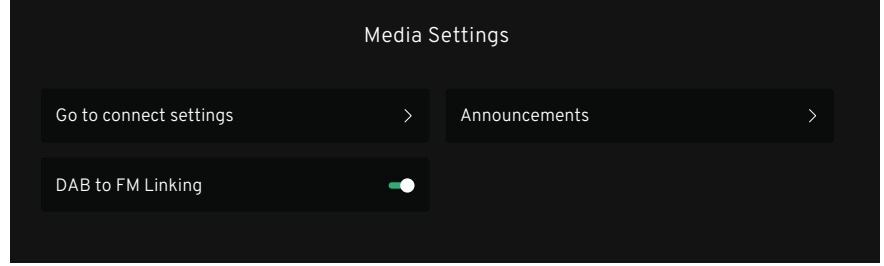 Media Settings
Go to connect settings
Announcements
DAB to FM Linking